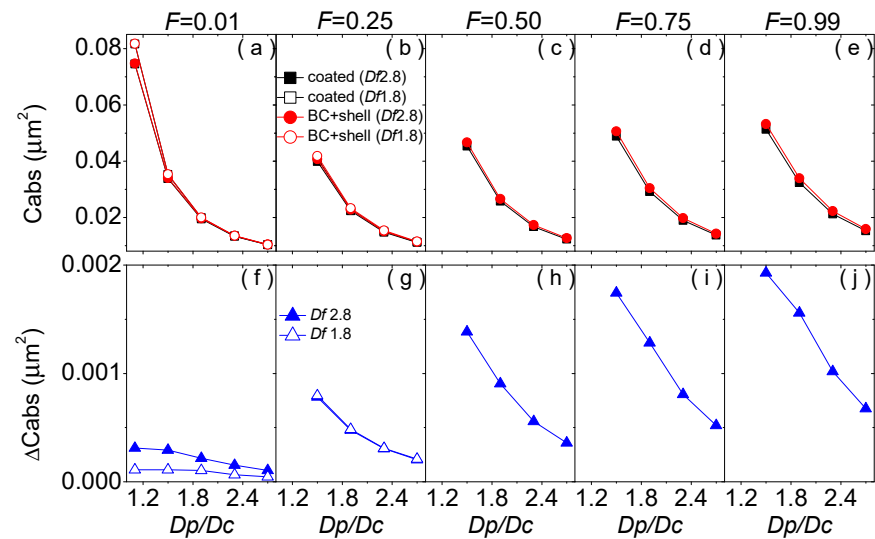 F=0.01 F=0.25 F=0.50 F=0.75 F=0.99
( a ) ( b ) ( c ) ( d ) ( e )
0.08
0.06
0.04
0.02
Cabs (μm²)
coated (Df2.8)
coated (Df1.8)
BC+shell (Df2.8)
BC+shell (Df1.8)
( f ) ( g ) ( h ) ( i ) ( j )
0.002
0.001
0.000
ΔCabs (μm²)
Df 2.8
Df 1.8
1.2 1.8 2.4 1.2 1.8 2.4 1.2 1.8 2.4 1.2 1.8 2.4 1.2 1.8 2.4
Dp/Dc Dp/Dc Dp/Dc Dp/Dc Dp/Dc